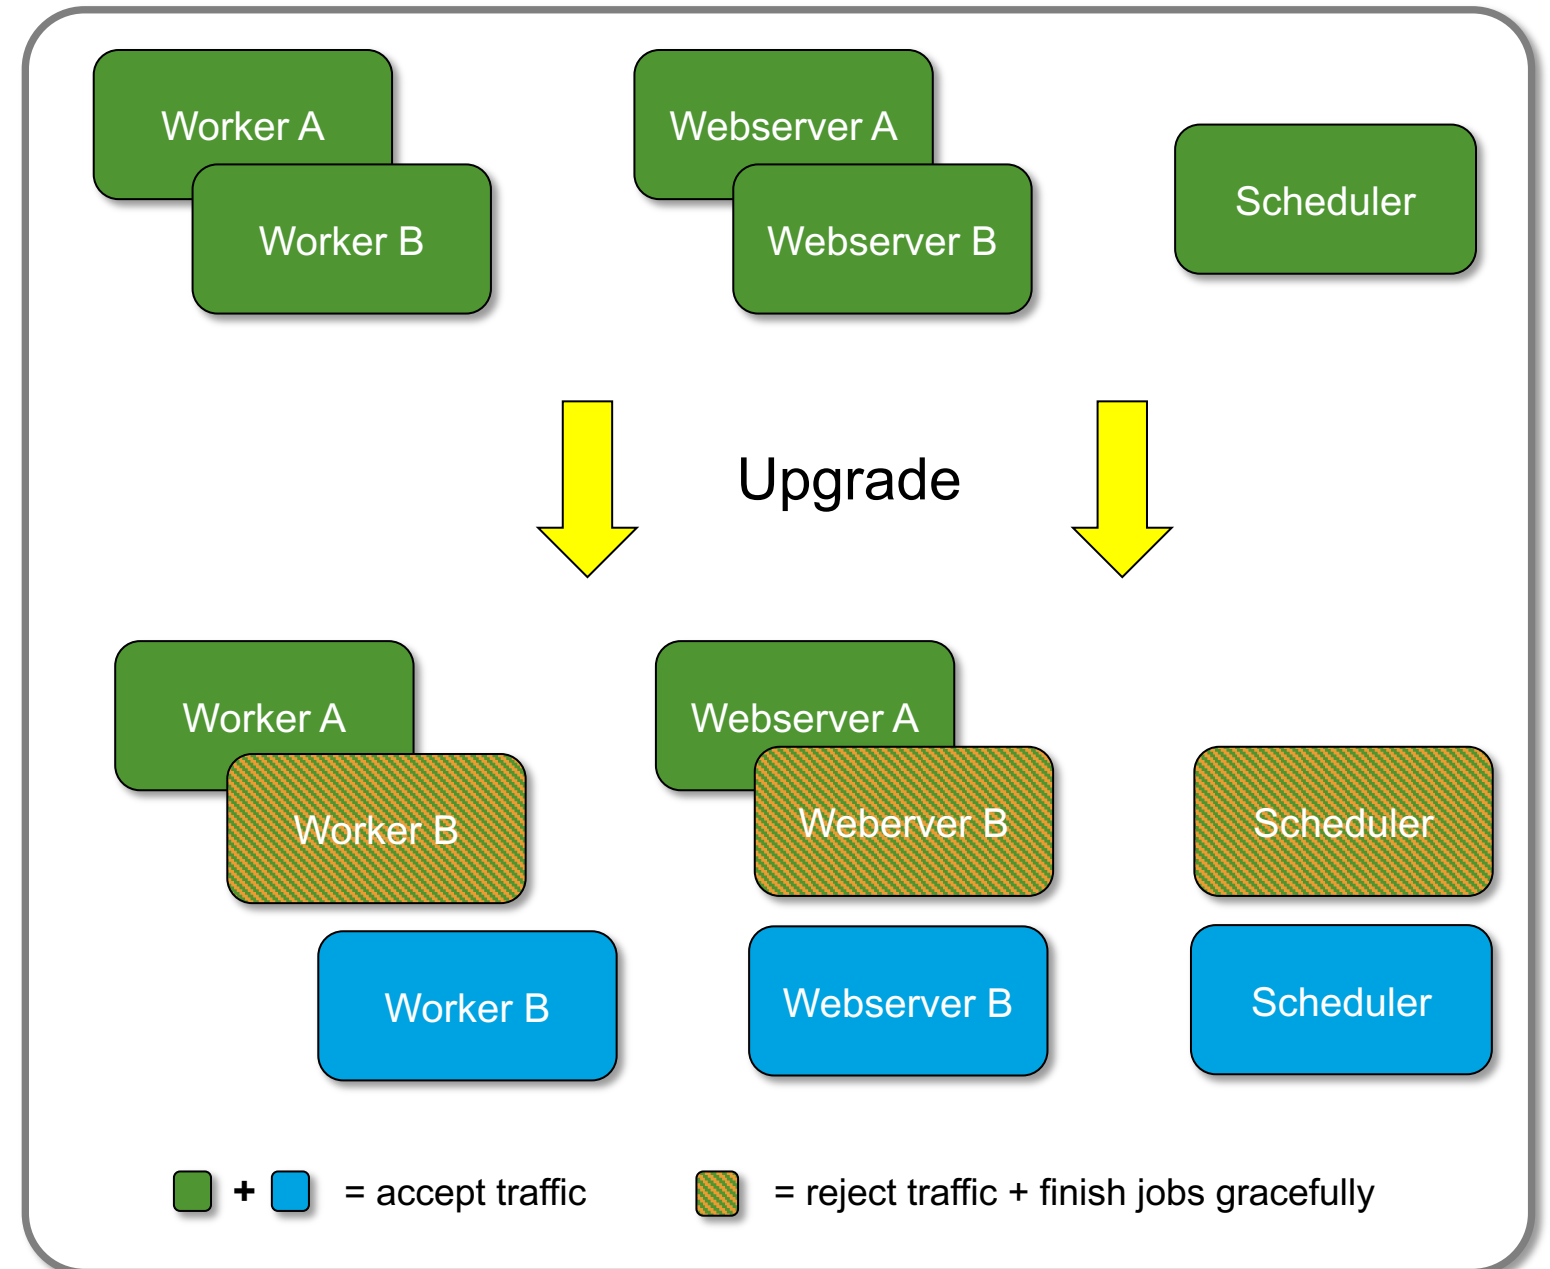 Worker A
Worker B
Webserver A
Webserver B
Scheduler
Upgrade
Worker A
Worker B
Webserver A
Weberver B
Scheduler
Worker B
Webserver B
Scheduler
+ = accept traffic
= reject traffic + finish jobs gracefully